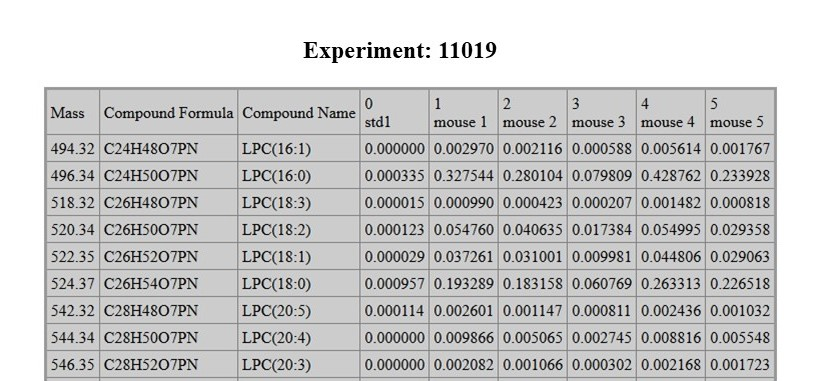 Experiment: 11019
Mass Compound Formula Compound Name 0 std1 1 mouse 1 2 mouse 2 3 mouse 3 4 mouse 4 5 mouse 5
494.32 C24H48O7PN LPC(16:1) 0.000000 0.002970 0.002116 0.000588 0.005614 0.001767
496.34 C24H50O7PN LPC(16:0) 0.000335 0.327544 0.280104 0.079809 0.428762 0.233928
518.32 C26H48O7PN LPC(18:3) 0.000015 0.000990 0.000423 0.000207 0.001482 0.000818
520.34 C26H50O7PN LPC(18:2) 0.000123 0.054760 0.040635 0.017384 0.054995 0.029358
522.35 C26H52O7PN LPC(18:1) 0.000029 0.037261 0.031001 0.009981 0.044806 0.029063
524.37 C26H54O7PN LPC(18:0) 0.000957 0.193289 0.183158 0.060769 0.263313 0.226518
542.32 C28H48O7PN LPC(20:5) 0.000114 0.002601 0.001147 0.000811 0.002436 0.001032
544.34 C28H50O7PN LPC(20:4) 0.000000 0.009866 0.005065 0.002745 0.008816 0.005548
546.35 C28H52O7PN LPC(20:3) 0.000000 0.002082 0.001066 0.000302 0.002168 0.001723